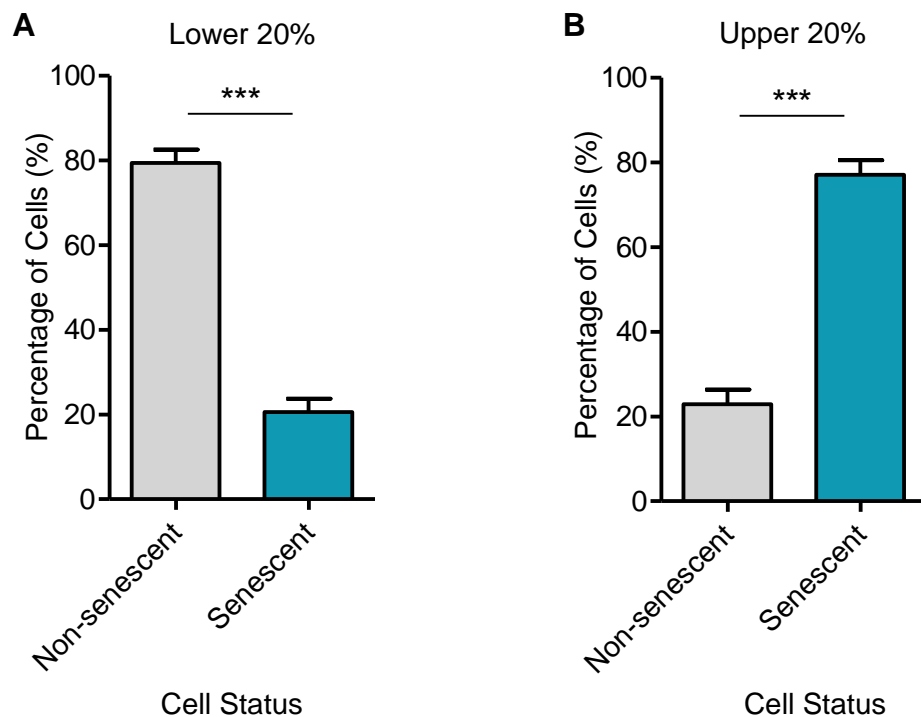 A
Lower 20%
***
100
80
60
40
20
0
Percentage of Cells (%)
Non-senescent
Senescent
Cell Status
B
Upper 20%
***
100
80
60
40
20
0
Percentage of Cells (%)
Non-senescent
Senescent
Cell Status